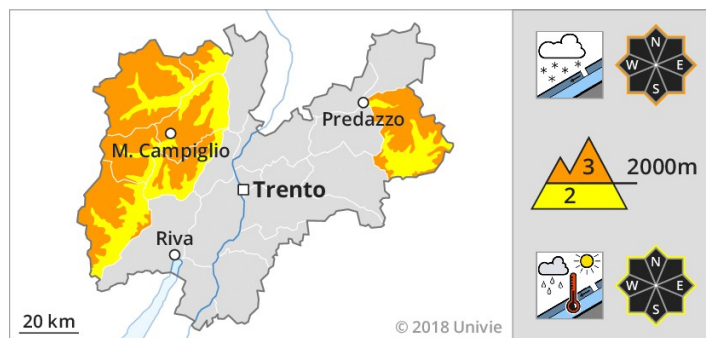 Predazzo
M. Campiglio
Trento
Riva
20 km
© 2018 Univie
N
W E
S
3 2000m
2
N
W E
S